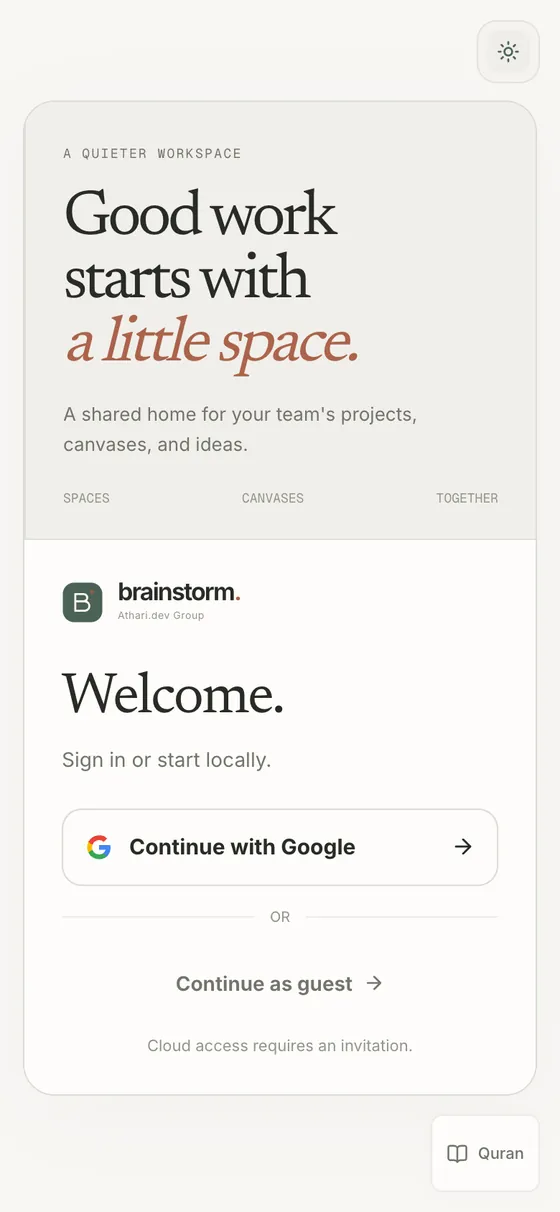 A QUIETER WORKSPACE
Good work
starts with
a little space.
A shared home for your team's projects,
canvases, and ideas.
SPACES CANVASES TOGETHER
B
brainstorm.
Athari.dev Group
Welcome.
Sign in or start locally.
Continue with Google
OR
Continue as guest
Cloud access requires an invitation.
Quran